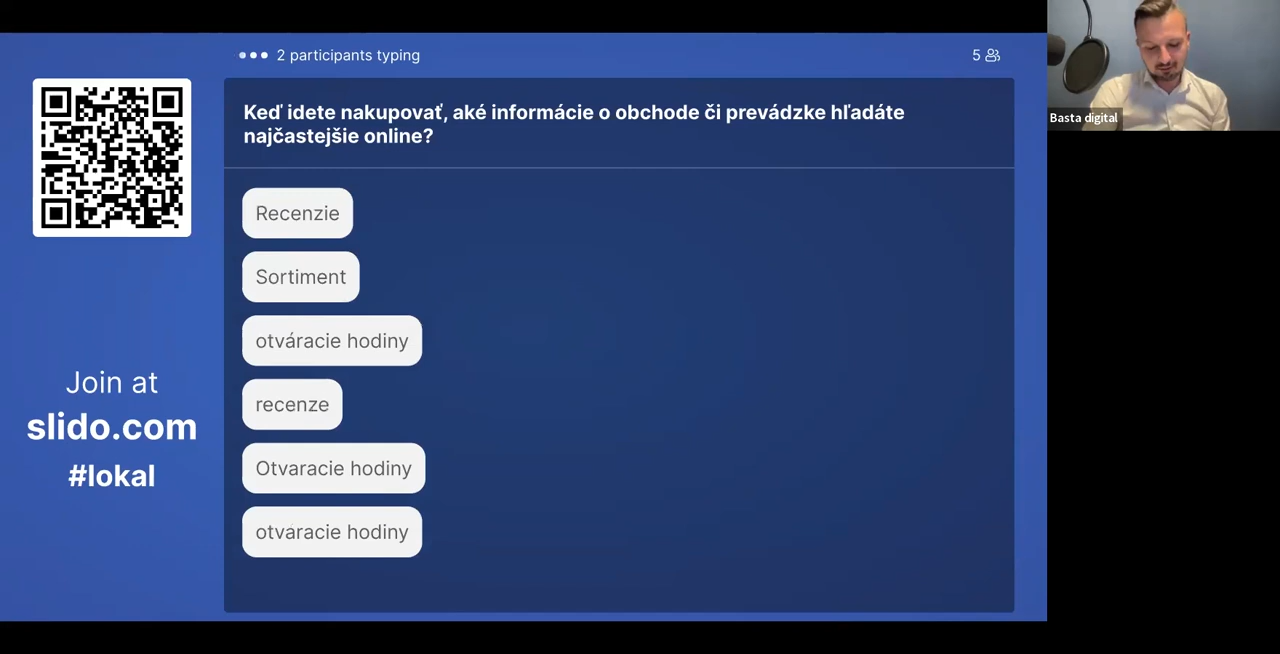 2 participants typing
5
Keď idete nakupovať, aké informácie o obchode či prevádzke hľadáte
najčastejšie online?
Recenzie
Sortiment
otváracie hodiny
recenze
Otvaracie hodiny
otvaracie hodiny
Join at
slido.com
#lokal
Basta digital